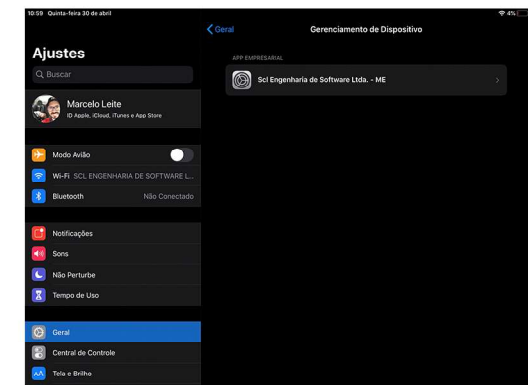 10:59 Quinta-feira 30 de abril
4%
Ajustes
Buscar
Marcelo Leite
ID Apple, iCloud, iTunes e App Store
Modo Avião
Wi-Fi SCL ENGENHARIA DE SOFTWARE L...
Bluetooth Não Conectado
Notificações
Sons
Não Perturbe
Tempo de Uso
Geral
Central de Controle
Tela e Brilho
Geral
Gerenciamento de Dispositivo
APP EMPRESARIAL
Scl Engenharia de Software Ltda. - ME